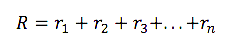 R = r₁ + r₂ + r₃+...+rₙ